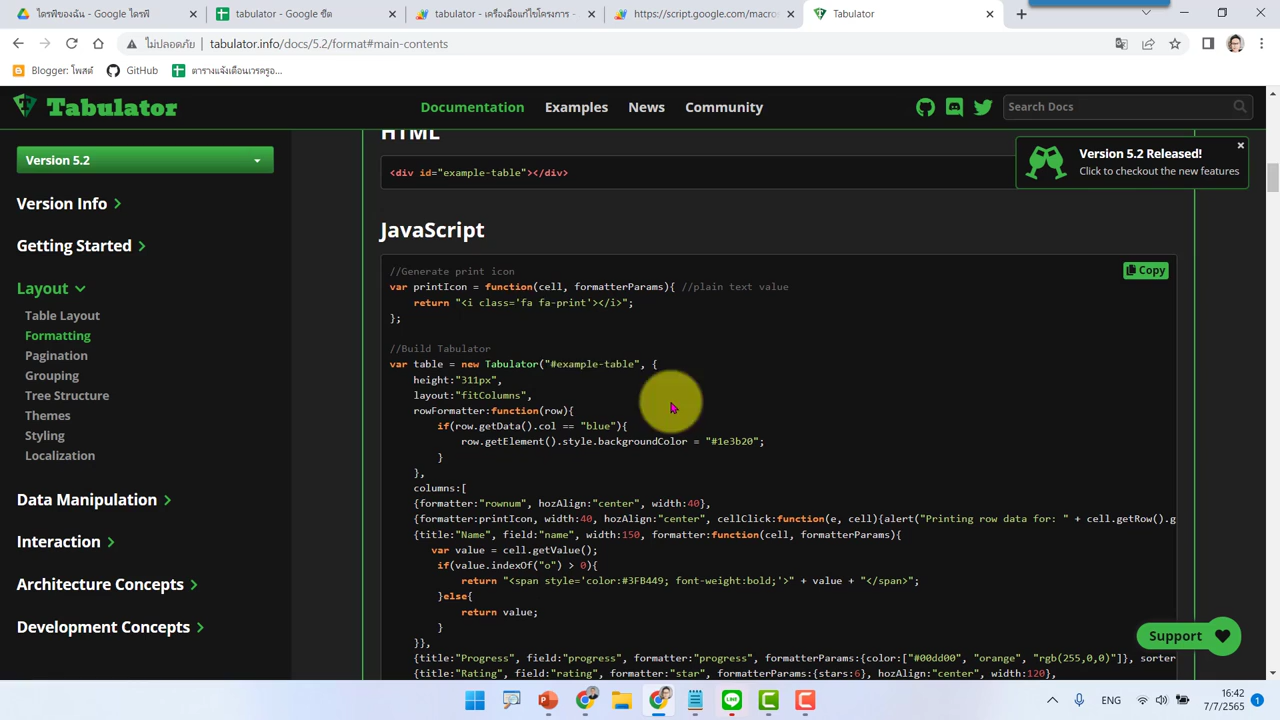 ไดรฟ์ของฉัน - Google ไดรฟ์
tabulator - Google ชีต
tabulator - เครื่องมือแก้ไขโครงการ -
https://script.google.com/macros
Tabulator
ไม่ปลอดภัย
tabulator.info/docs/5.2/format#main-contents
Blogger: โพสต์
GitHub
ตารางแจ้งเตือนเวรครูอ...
Tabulator
Documentation
Examples
News
Community
Search Docs
Version 5.2
Version Info
Getting Started
Layout
Table Layout
Formatting
Pagination
Grouping
Tree Structure
Themes
Styling
Localization
Data Manipulation
Interaction
Architecture Concepts
Development Concepts
HTML
<div id="example-table"></div>
Version 5.2 Released!
Click to checkout the new features
JavaScript
Copy
//Generate print icon
var printIcon = function(cell, formatterParams){ //plain text value
return "<i class='fa fa-print'></i>";
};
//Build Tabulator
var table = new Tabulator("#example-table", {
height:"311px",
layout:"fitColumns",
rowFormatter:function(row){
if(row.getData().col == "blue"){
row.getElement().style.backgroundColor = "#1e3b20";
}
},
columns:[
{formatter:"rownum", hozAlign:"center", width:40},
{formatter:printIcon, width:40, hozAlign:"center", cellClick:function(e, cell){alert("Printing row data for: " + cell.getRow().g
{title:"Name", field:"name", width:150, formatter:function(cell, formatterParams){
var value = cell.getValue();
if(value.indexOf("o") > 0){
return "<span style='color:#3FB449; font-weight:bold;'>" + value + "</span>";
}else{
return value;
}
}},
{title:"Progress", field:"progress", formatter:"progress", formatterParams:{color:["#00dd00", "orange", "rgb(255,0,0)"]}, sorter
{title:"Rating", field:"rating", formatter:"star", formatterParams:{stars:6}, hozAlign:"center", width:120},
Support
ENG
16:42
7/7/2565
1